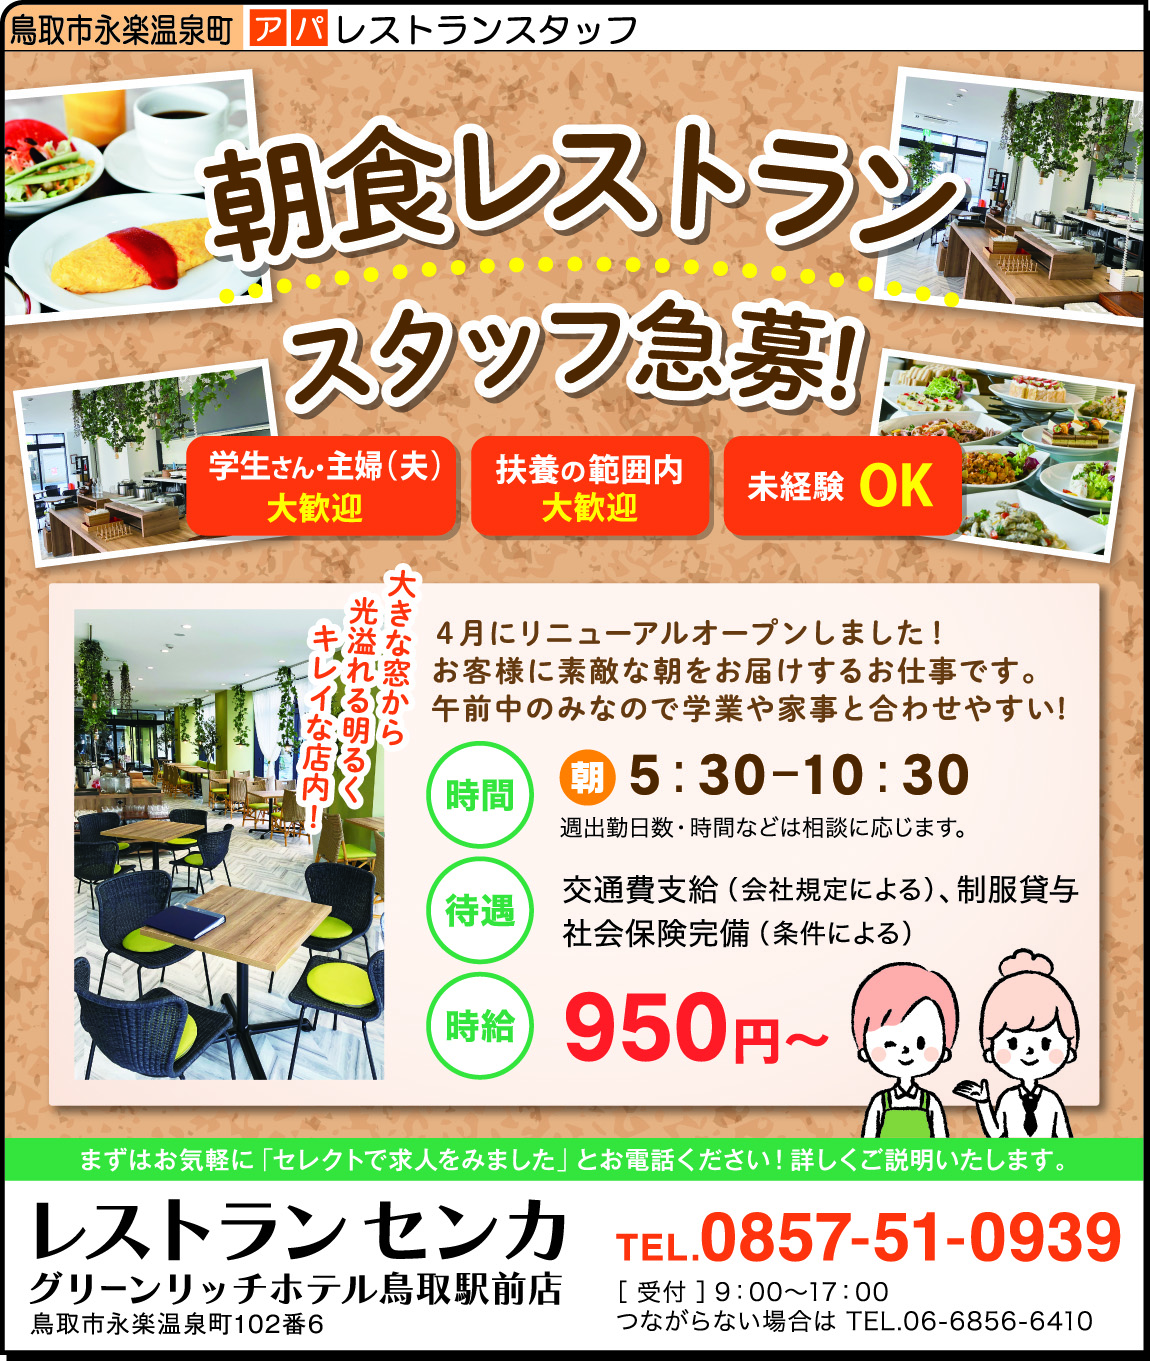 鳥取市永楽温泉町 アパ レストランスタッフ
朝食レストラン
スタッフ急募!
学生さん・主婦(夫)
大歓迎
扶養の範囲内
大歓迎
未経験 OK
大きな窓から
光溢れる明るく
キレイな店内!
4月にリニューアルオープンしました!
お客様に素敵な朝をお届けするお仕事です。
午前中のみなので学業や家事と合わせやすい!
時間 朝 5:30−10:30
週出勤日数・時間などは相談に応じます。
待遇 交通費支給(会社規定による)、制服貸与
社会保険完備(条件による)
時給 950円〜
まずはお気軽に「セレクトで求人をみました」とお電話ください!詳しくご説明いたします。
レストラン センカ
グリーンリッチホテル鳥取駅前店
鳥取市永楽温泉町102番6
TEL.0857-51-0939
[受付]9:00〜17:00
つながらない場合は TEL.06-6856-6410